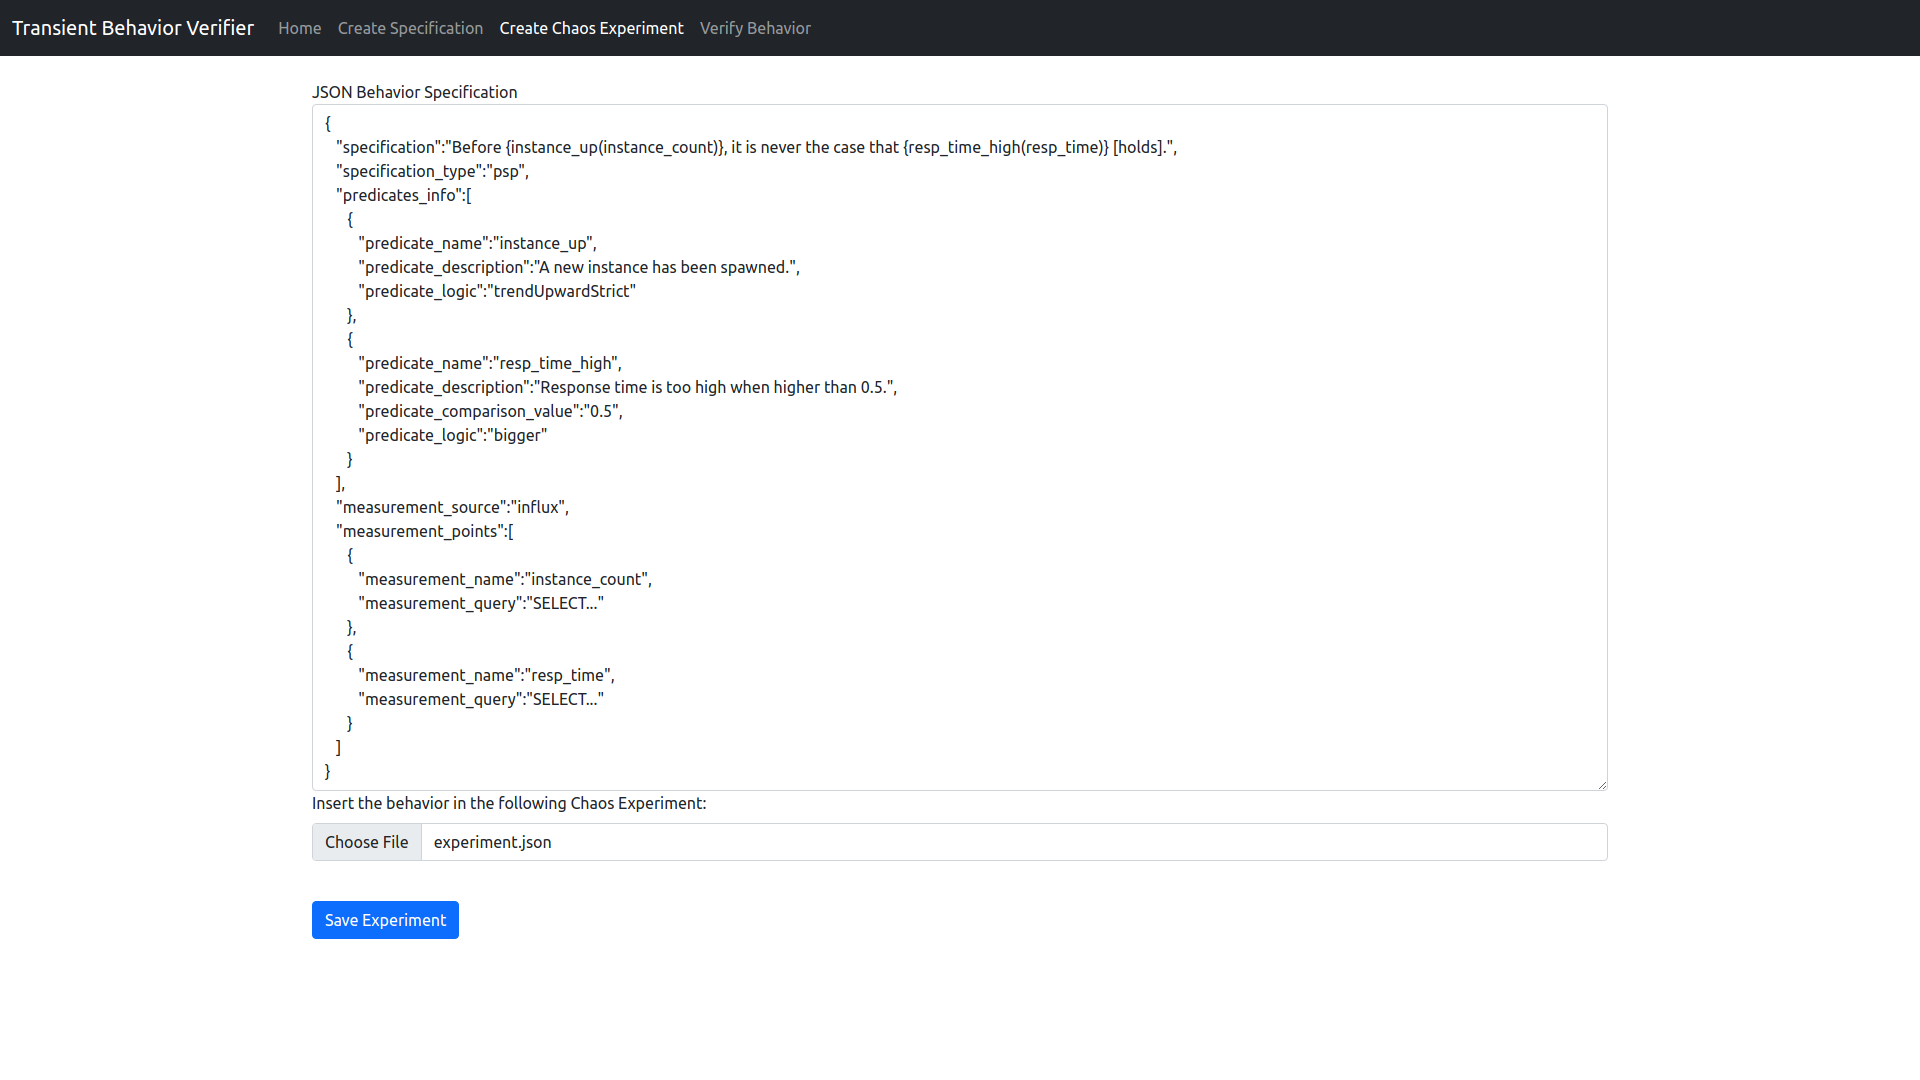 Transient Behavior Verifier Home Create Specification Create Chaos Experiment Verify Behavior
JSON Behavior Specification
{
"specification":"Before {instance_up(instance_count)}, it is never the case that {resp_time_high(resp_time)} [holds].",
"specification_type":"psp",
"predicates_info":[
{
"predicate_name":"instance_up",
"predicate_description":"A new instance has been spawned.",
"predicate_logic":"trendUpwardStrict"
},
{
"predicate_name":"resp_time_high",
"predicate_description":"Response time is too high when higher than 0.5.",
"predicate_comparison_value":"0.5",
"predicate_logic":"bigger"
}
],
"measurement_source":"influx",
"measurement_points":[
{
"measurement_name":"instance_count",
"measurement_query":"SELECT..."
},
{
"measurement_name":"resp_time",
"measurement_query":"SELECT..."
}
]
}
Insert the behavior in the following Chaos Experiment:
Choose File experiment.json
Save Experiment